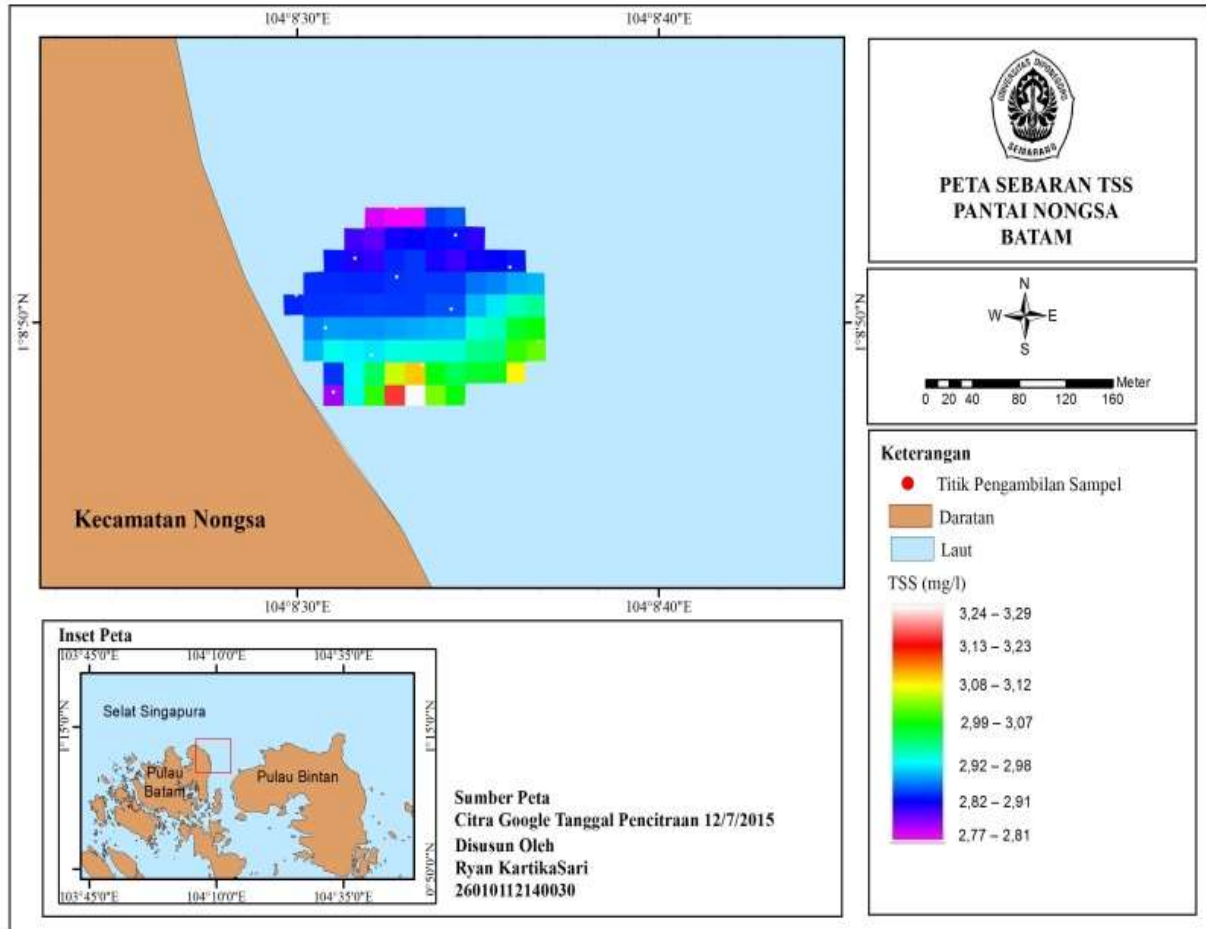 104°8'30"E
104°8'40"E
1°8'50"N
1°8'50"N
Kecamatan Nongsa
104°8'30"E
104°8'40"E
UNIVERSITAS DIPONEGORO
SEMARANG
PETA SEBARAN TSS
PANTAI NONGSA
BATAM
N
W
E
S
Meter
0 20 40 80 120 160
Keterangan
Titik Pengambilan Sampel
Daratan
Laut
TSS (mg/l)
3,24 – 3,29
3,13 – 3,23
3,08 – 3,12
2,99 – 3,07
2,92 – 2,98
2,82 – 2,91
2,77 – 2,81
Inset Peta
103°45'0"E
104°10'0"E
104°35'0"E
1°15'0"N
1°15'0"N
Selat Singapura
Pulau
Batam
Pulau Bintan
0°50'0"N
103°45'0"E
104°10'0"E
104°35'0"E
Sumber Peta
Citra Google Tanggal Pencitraan 12/7/2015
Disusun Oleh
Ryan KartikaSari
26010112140030